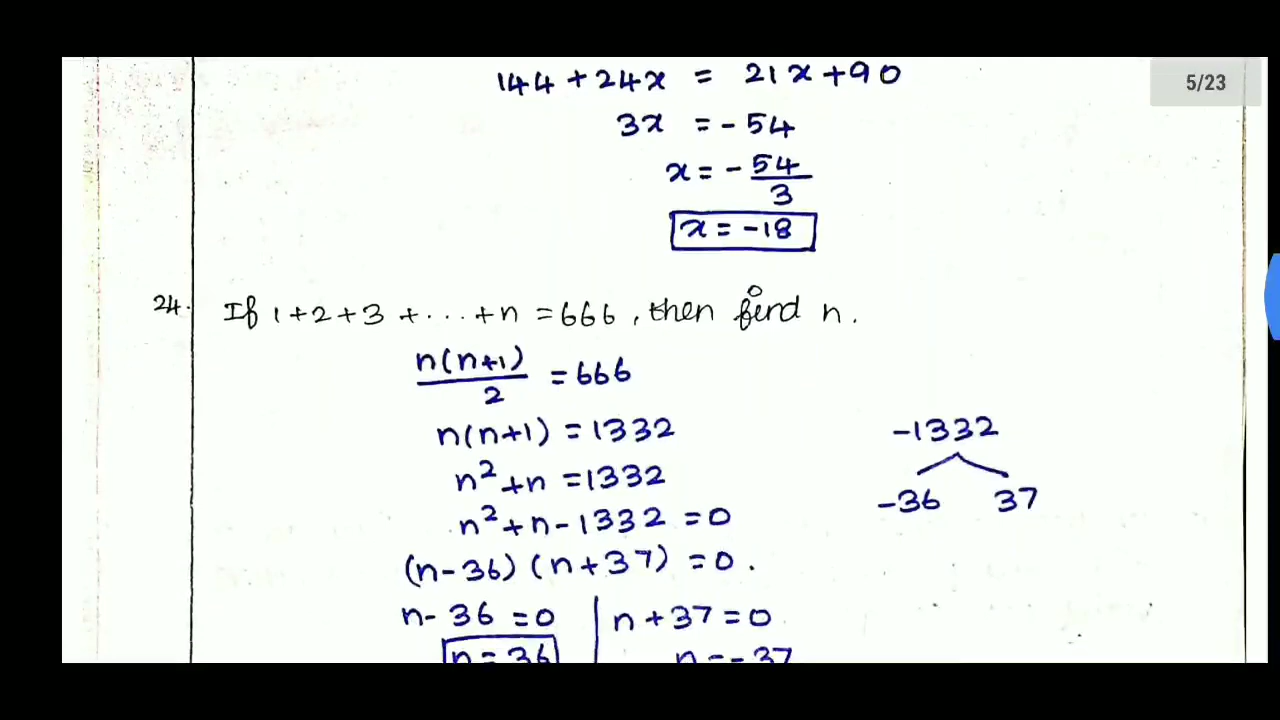 144 + 24x = 21x + 90
5/23
3x = - 54
x = - 54/3
x = -18
24. If 1+2+3 +...+n = 666, then find n.
n(n+1)/2 = 666
n(n+1) = 1332
-1332
n² + n = 1332
-36 37
n² + n - 1332 = 0
(n-36) (n+37) = 0.
n - 36 = 0 | n + 37 = 0
n = 36 n = -37